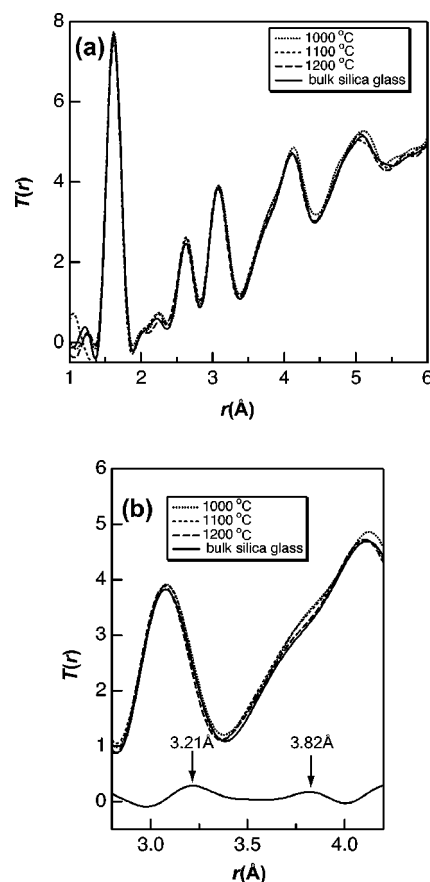 (a)
1000 °C
1100 °C
1200 °C
bulk silica glass
8
6
4
2
0
T(r)
1 2 3 4 5 6
r(Å)
(b)
1000 °C
1100 °C
1200 °C
bulk silica glass
6
5
4
3
2
1
0
T(r)
3.21Å 3.82Å
3.0 3.5 4.0
r(Å)